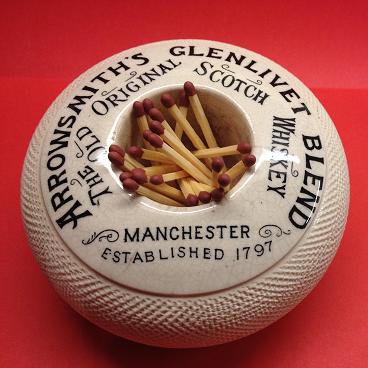 ARROWSMITH'S GLENLIVET BLEND
THE OLD ORIGINAL SCOTCH WHISKEY
MANCHESTER
ESTABLISHED 1797